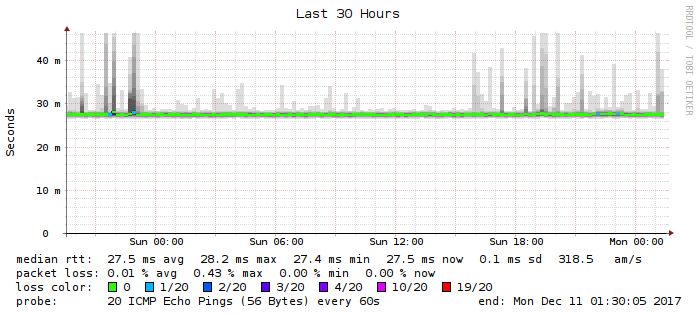 Last 30 Hours
RRDTOOL / TOBI OETIKER
Seconds
40 m
30 m
20 m
10 m
0
Sun 00:00 Sun 06:00 Sun 12:00 Sun 18:00 Mon 00:00
median rtt: 27.5 ms avg 28.2 ms max 27.4 ms min 27.5 ms now 0.1 ms sd 318.5 am/s
packet loss: 0.01 % avg 0.43 % max 0.00 % min 0.00 % now
loss color: 0 1/20 2/20 3/20 4/20 10/20 19/20
probe: 20 ICMP Echo Pings (56 Bytes) every 60s end: Mon Dec 11 01:30:05 2017